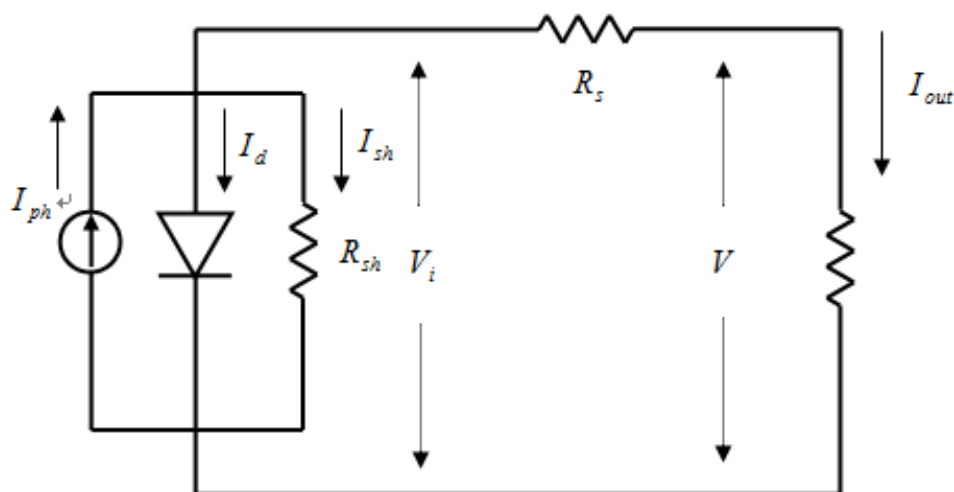 R_s
I_out
I_d
I_sh
I_ph↵
R_sh
V_i
V